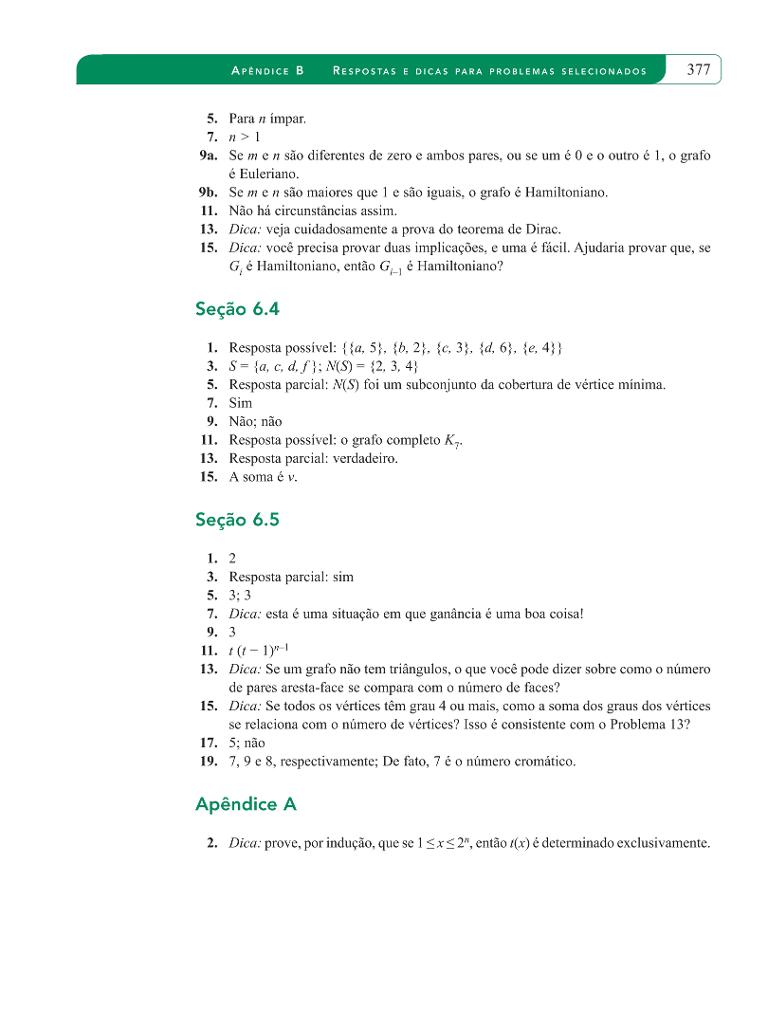 APÊNDICE B RESPOSTAS E DICAS PARA PROBLEMAS SELECIONADOS 377
5. Para n ímpar.
7. n > 1
9a. Se m e n são diferentes de zero e ambos pares, ou se um é 0 e o outro é 1, o grafo
é Euleriano.
9b. Se m e n são maiores que 1 e são iguais, o grafo é Hamiltoniano.
11. Não há circunstâncias assim.
13. Dica: veja cuidadosamente a prova do teorema de Dirac.
15. Dica: você precisa provar duas implicações, e uma é fácil. Ajudaria provar que, se
Gᵢ é Hamiltoniano, então Gᵢ₋₁ é Hamiltoniano?
Seção 6.4
1. Resposta possível: {{a, 5}, {b, 2}, {c, 3}, {d, 6}, {e, 4}}
3. S = {a, c, d, f }; N(S) = {2, 3, 4}
5. Resposta parcial: N(S) foi um subconjunto da cobertura de vértice mínima.
7. Sim
9. Não; não
11. Resposta possível: o grafo completo K₇.
13. Resposta parcial: verdadeiro.
15. A soma é v.
Seção 6.5
1. 2
3. Resposta parcial: sim
5. 3; 3
7. Dica: esta é uma situação em que ganância é uma boa coisa!
9. 3
11. t (t − 1)ⁿ⁻¹
13. Dica: Se um grafo não tem triângulos, o que você pode dizer sobre como o número
de pares aresta-face se compara com o número de faces?
15. Dica: Se todos os vértices têm grau 4 ou mais, como a soma dos graus dos vértices
se relaciona com o número de vértices? Isso é consistente com o Problema 13?
17. 5; não
19. 7, 9 e 8, respectivamente; De fato, 7 é o número cromático.
Apêndice A
2. Dica: prove, por indução, que se 1 ≤ x ≤ 2ⁿ, então t(x) é determinado exclusivamente.